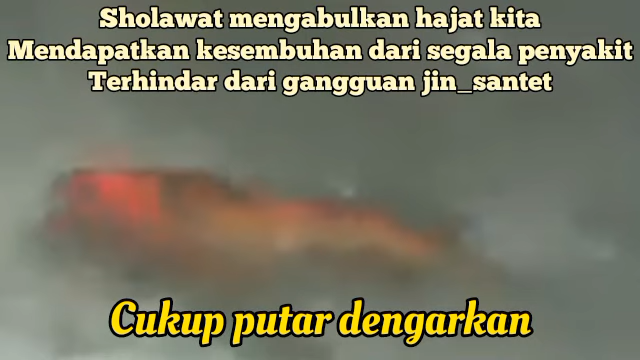 Sholawat mengabulkan hajat kita
Mendapatkan kesembuhan dari segala penyakit
Terhindar dari gangguan jin_santet
Cukup putar dengarkan